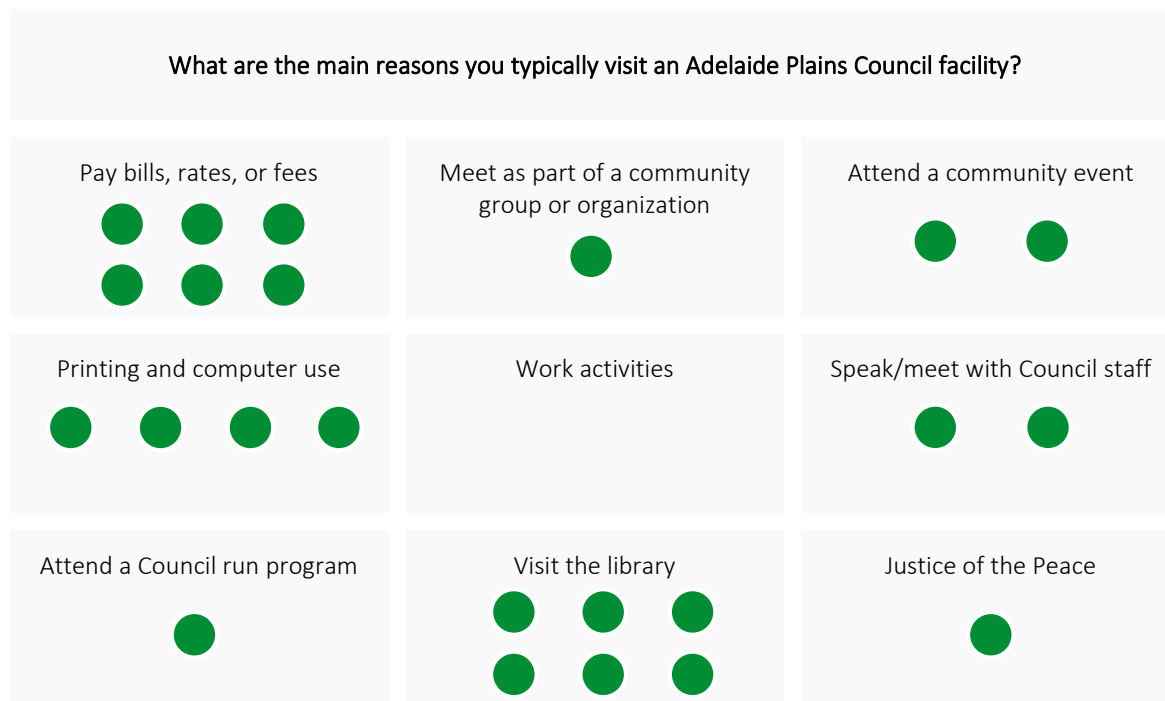 What are the main reasons you typically visit an Adelaide Plains Council facility?
Pay bills, rates, or fees
Meet as part of a community
group or organization
Attend a community event
Printing and computer use
Work activities
Speak/meet with Council staff
Attend a Council run program
Visit the library
Justice of the Peace